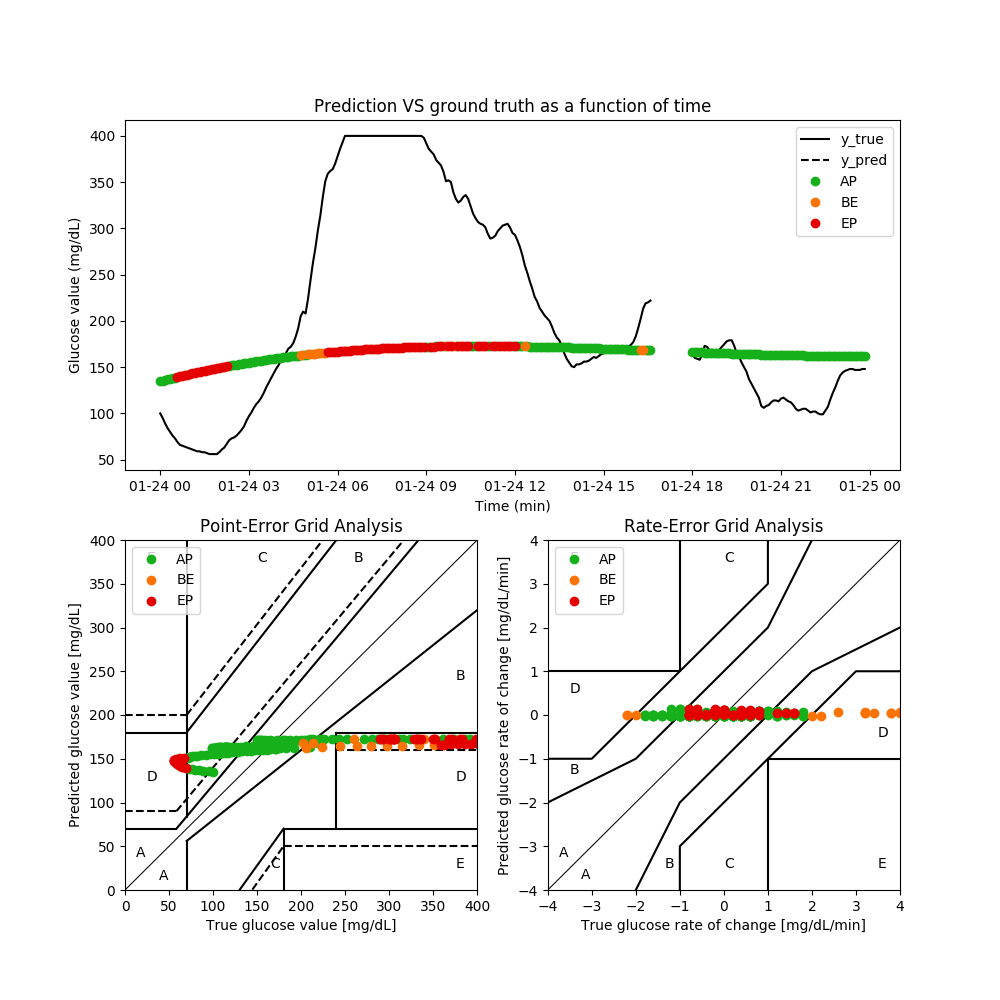 Prediction VS ground truth as a function of time
Glucose value (mg/dL)
400
350
300
250
200
150
100
50
y_true
y_pred
AP
BE
EP
01-24 00 01-24 03 01-24 06 01-24 09 01-24 12 01-24 15 01-24 18 01-24 21 01-25 00
Time (min)
Point-Error Grid Analysis
Predicted glucose value [mg/dL]
400
350
300
250
200
150
100
50
0
AP
BE
EP
C
B
B
D
D
A
A
C
E
0 50 100 150 200 250 300 350 400
True glucose value [mg/dL]
Rate-Error Grid Analysis
Predicted glucose rate of change [mg/dL/min]
4
3
2
1
0
−1
−2
−3
−4
AP
BE
EP
C
D
D
B
A
A
B
C
E
−4 −3 −2 −1 0 1 2 3 4
True glucose rate of change [mg/dL/min]